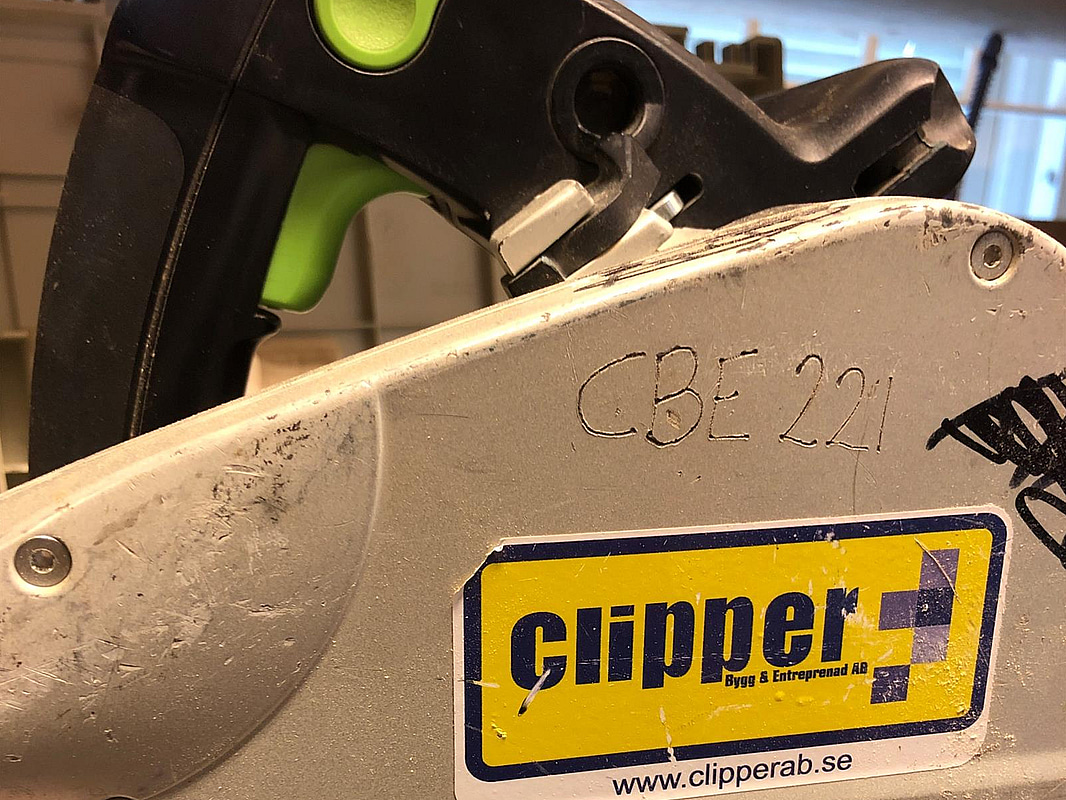 CBE 221
clipper
Bygg & Entreprenad AB
www.clipperab.se